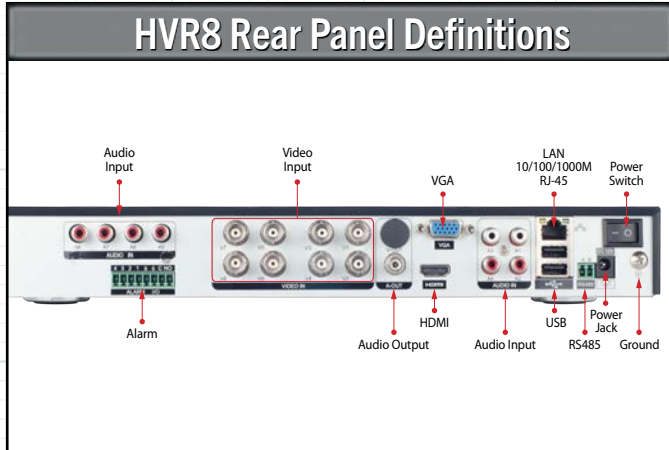 HVR8 Rear Panel Definitions
Audio
Input
Video
Input
VGA
LAN
10/100/1000M
RJ-45
Power
Switch
AUDIO IN
VGA
ALARM I/O
VIDEO IN
A-OUT
HDMI
AUDIO IN
RS485
Alarm
Audio Output
HDMI
Audio Input
USB
RS485
Power
Jack
Ground